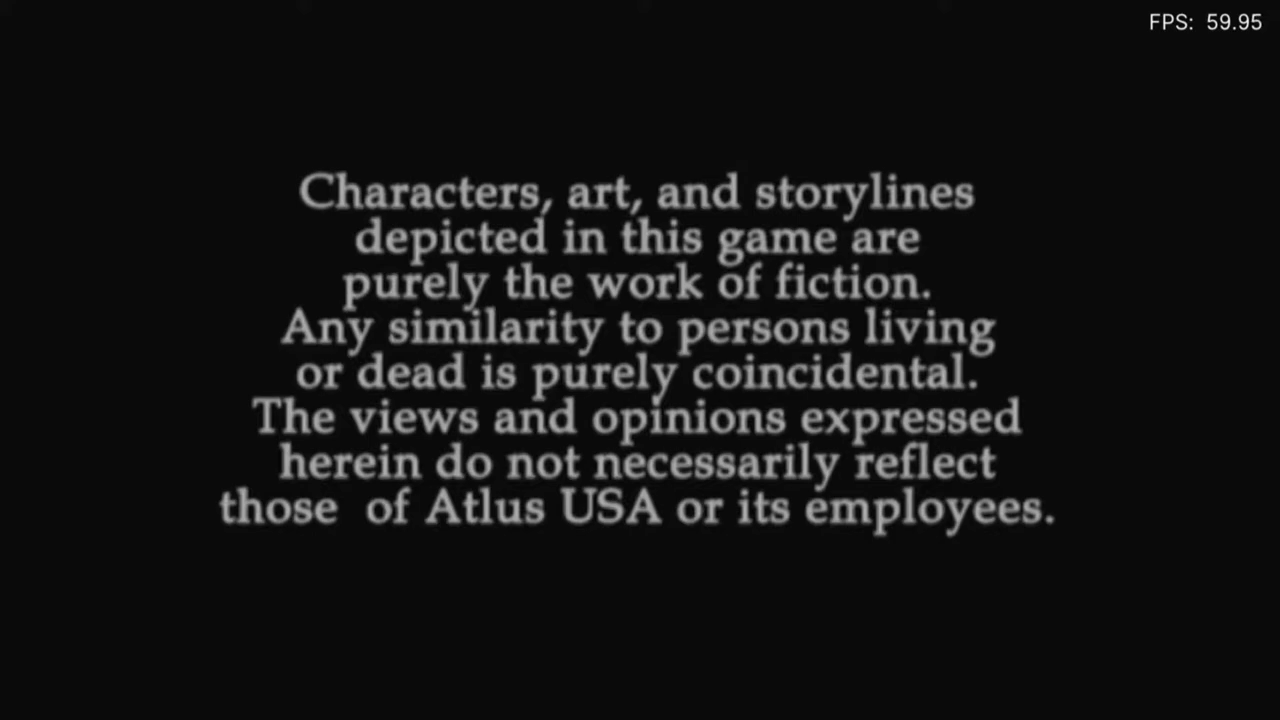 FPS: 59.95
Characters, art, and storylines
depicted in this game are
purely the work of fiction.
Any similarity to persons living
or dead is purely coincidental.
The views and opinions expressed
herein do not necessarily reflect
those  of Atlus USA or its employees.